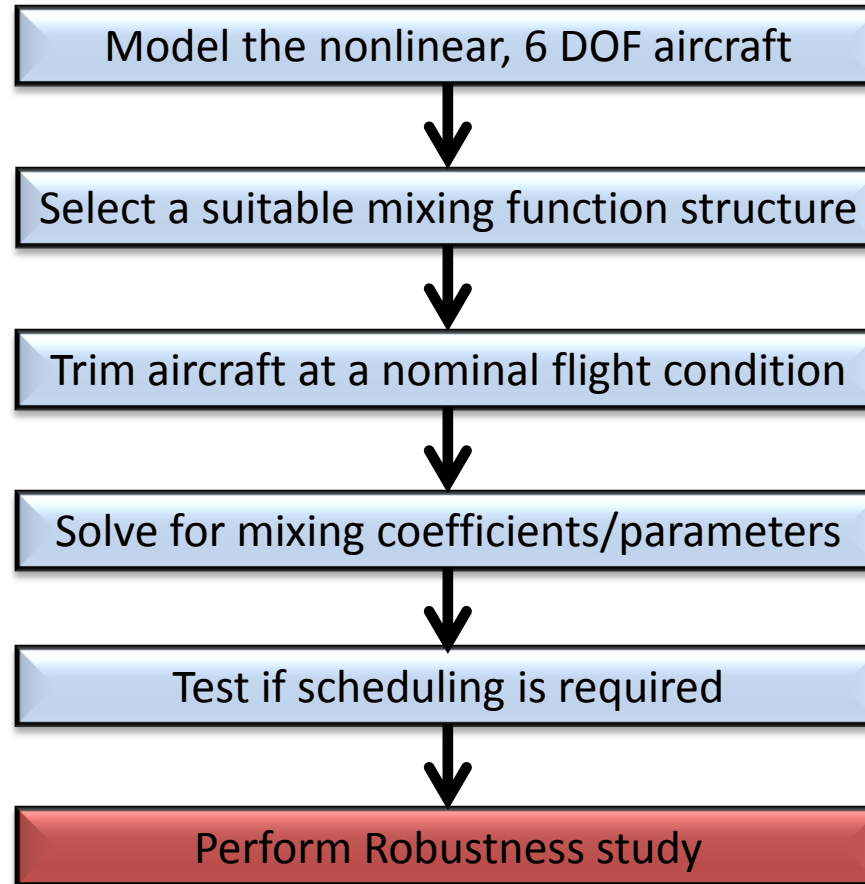 Model the nonlinear, 6 DOF aircraft
Select a suitable mixing function structure
Trim aircraft at a nominal flight condition
Solve for mixing coefficients/parameters
Test if scheduling is required
Perform Robustness study